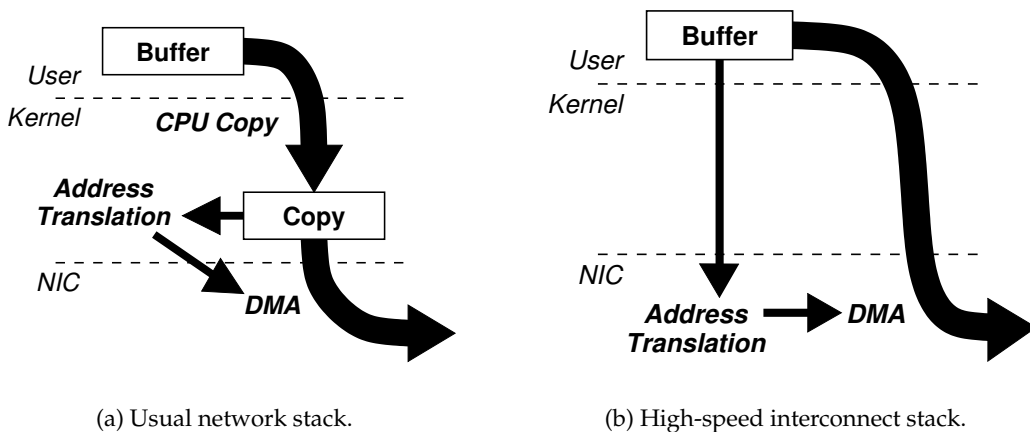 Buffer
User
Kernel
CPU Copy
Address
Translation
Copy
NIC
DMA
(a) Usual network stack.
Buffer
User
Kernel
NIC
Address
Translation
DMA
(b) High-speed interconnect stack.